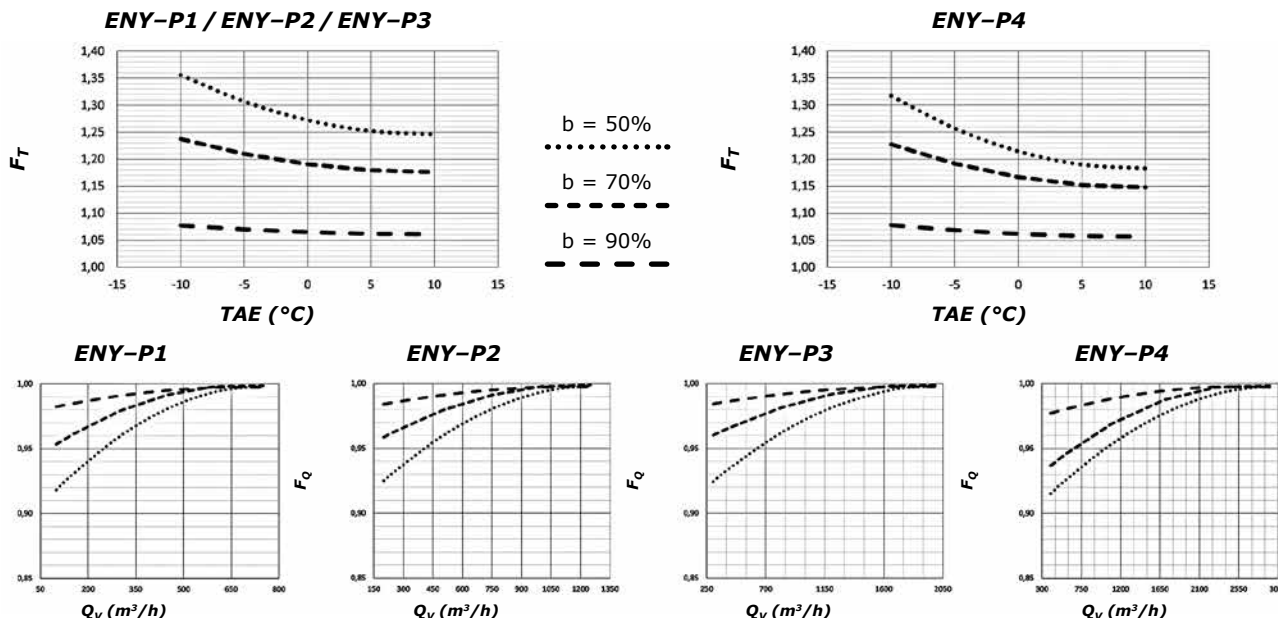 ENY–P1 / ENY–P2 / ENY–P3
ENY–P4
1,40
1,35
1,30
1,25
1,20
1,15
1,10
1,05
1,00
F_T
-15 -10 -5 0 5 10 15
TAE (°C)
b = 50%
b = 70%
b = 90%
1,40
1,35
1,30
1,25
1,20
1,15
1,10
1,05
1,00
F_T
-15 -10 -5 0 5 10 15
TAE (°C)
ENY–P1
1,00
0,95
0,90
0,85
50 200 350 500 650 800
Q_V (m³/h)
ENY–P2
1,00
0,95
0,90
0,85
150 300 450 600 750 900 1050 1200 1350
Q_V (m³/h)
ENY–P3
F_Q
1,00
0,95
0,90
0,85
250 700 1150 1600 2050
Q_V (m³/h)
ENY–P4
F_Q
1,00
0,95
0,90
0,85
300 750 1200 1650 2100 2550
Q_V (m³/h)